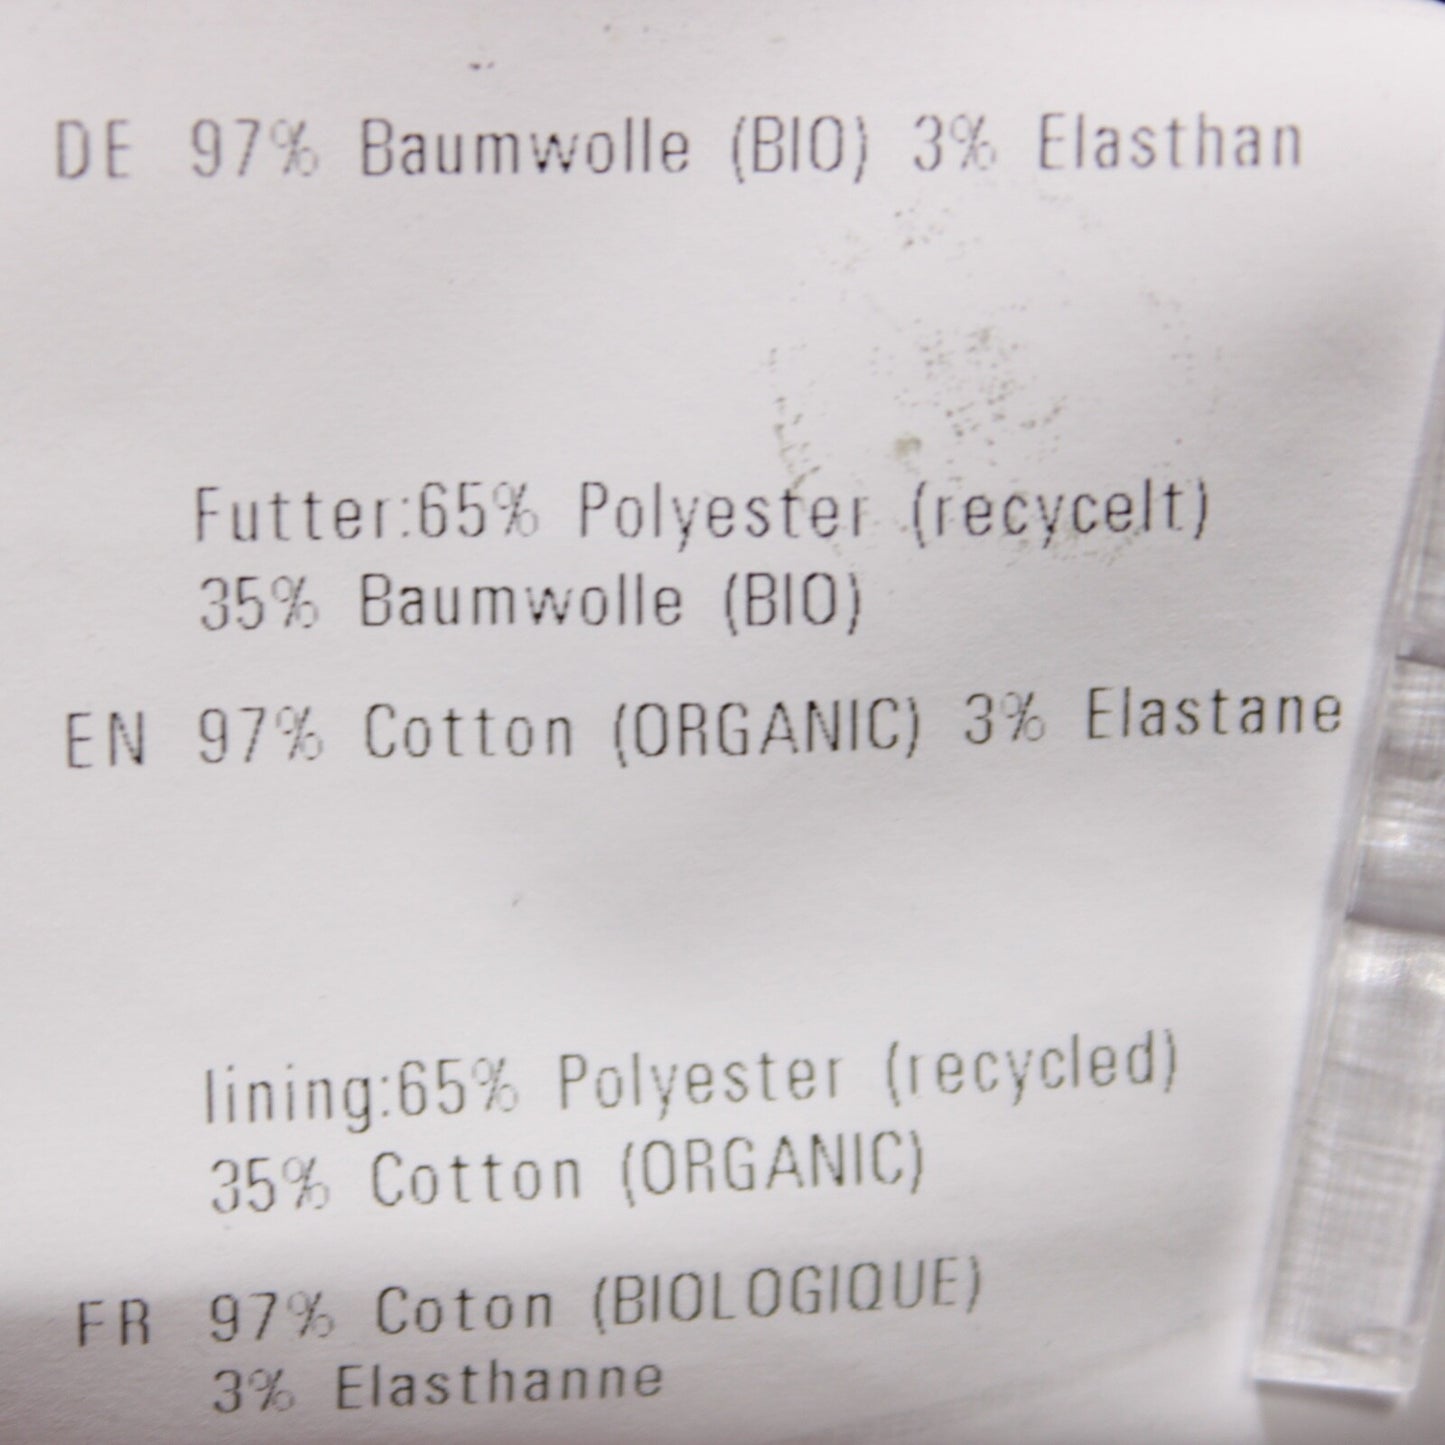 DE 97% Baumwolle (BIO) 3% Elasthan
Futter:65% Polyester (recycelt)
35% Baumwolle (BIO)
EN 97% Cotton (ORGANIC) 3% Elastane
lining:65% Polyester (recycled)
35% Cotton (ORGANIC)
FR 97% Coton (BIOLOGIQUE)
3% Elasthanne